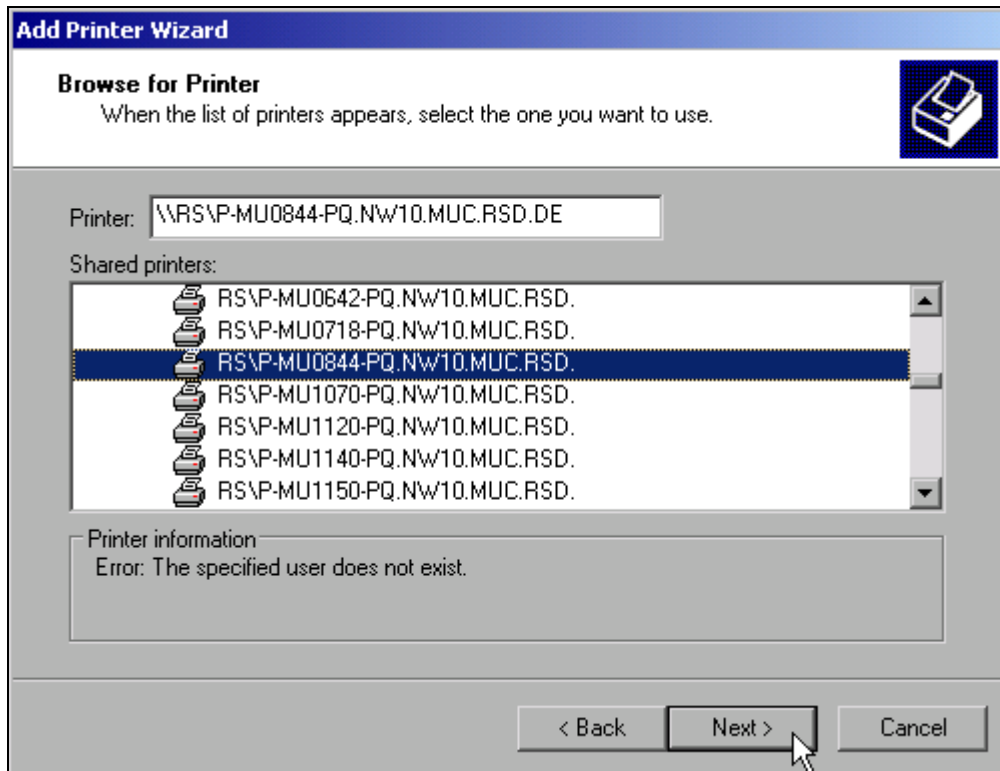 Add Printer Wizard
Browse for Printer
When the list of printers appears, select the one you want to use.
Printer: \\RS\P-MU0844-PQ.NW10.MUC.RSD.DE
Shared printers:
RS\P-MU0642-PQ.NW10.MUC.RSD.
RS\P-MU0718-PQ.NW10.MUC.RSD.
RS\P-MU0844-PQ.NW10.MUC.RSD.
RS\P-MU1070-PQ.NW10.MUC.RSD.
RS\P-MU1120-PQ.NW10.MUC.RSD.
RS\P-MU1140-PQ.NW10.MUC.RSD.
RS\P-MU1150-PQ.NW10.MUC.RSD.
Printer information
Error: The specified user does not exist.
< Back Next > Cancel